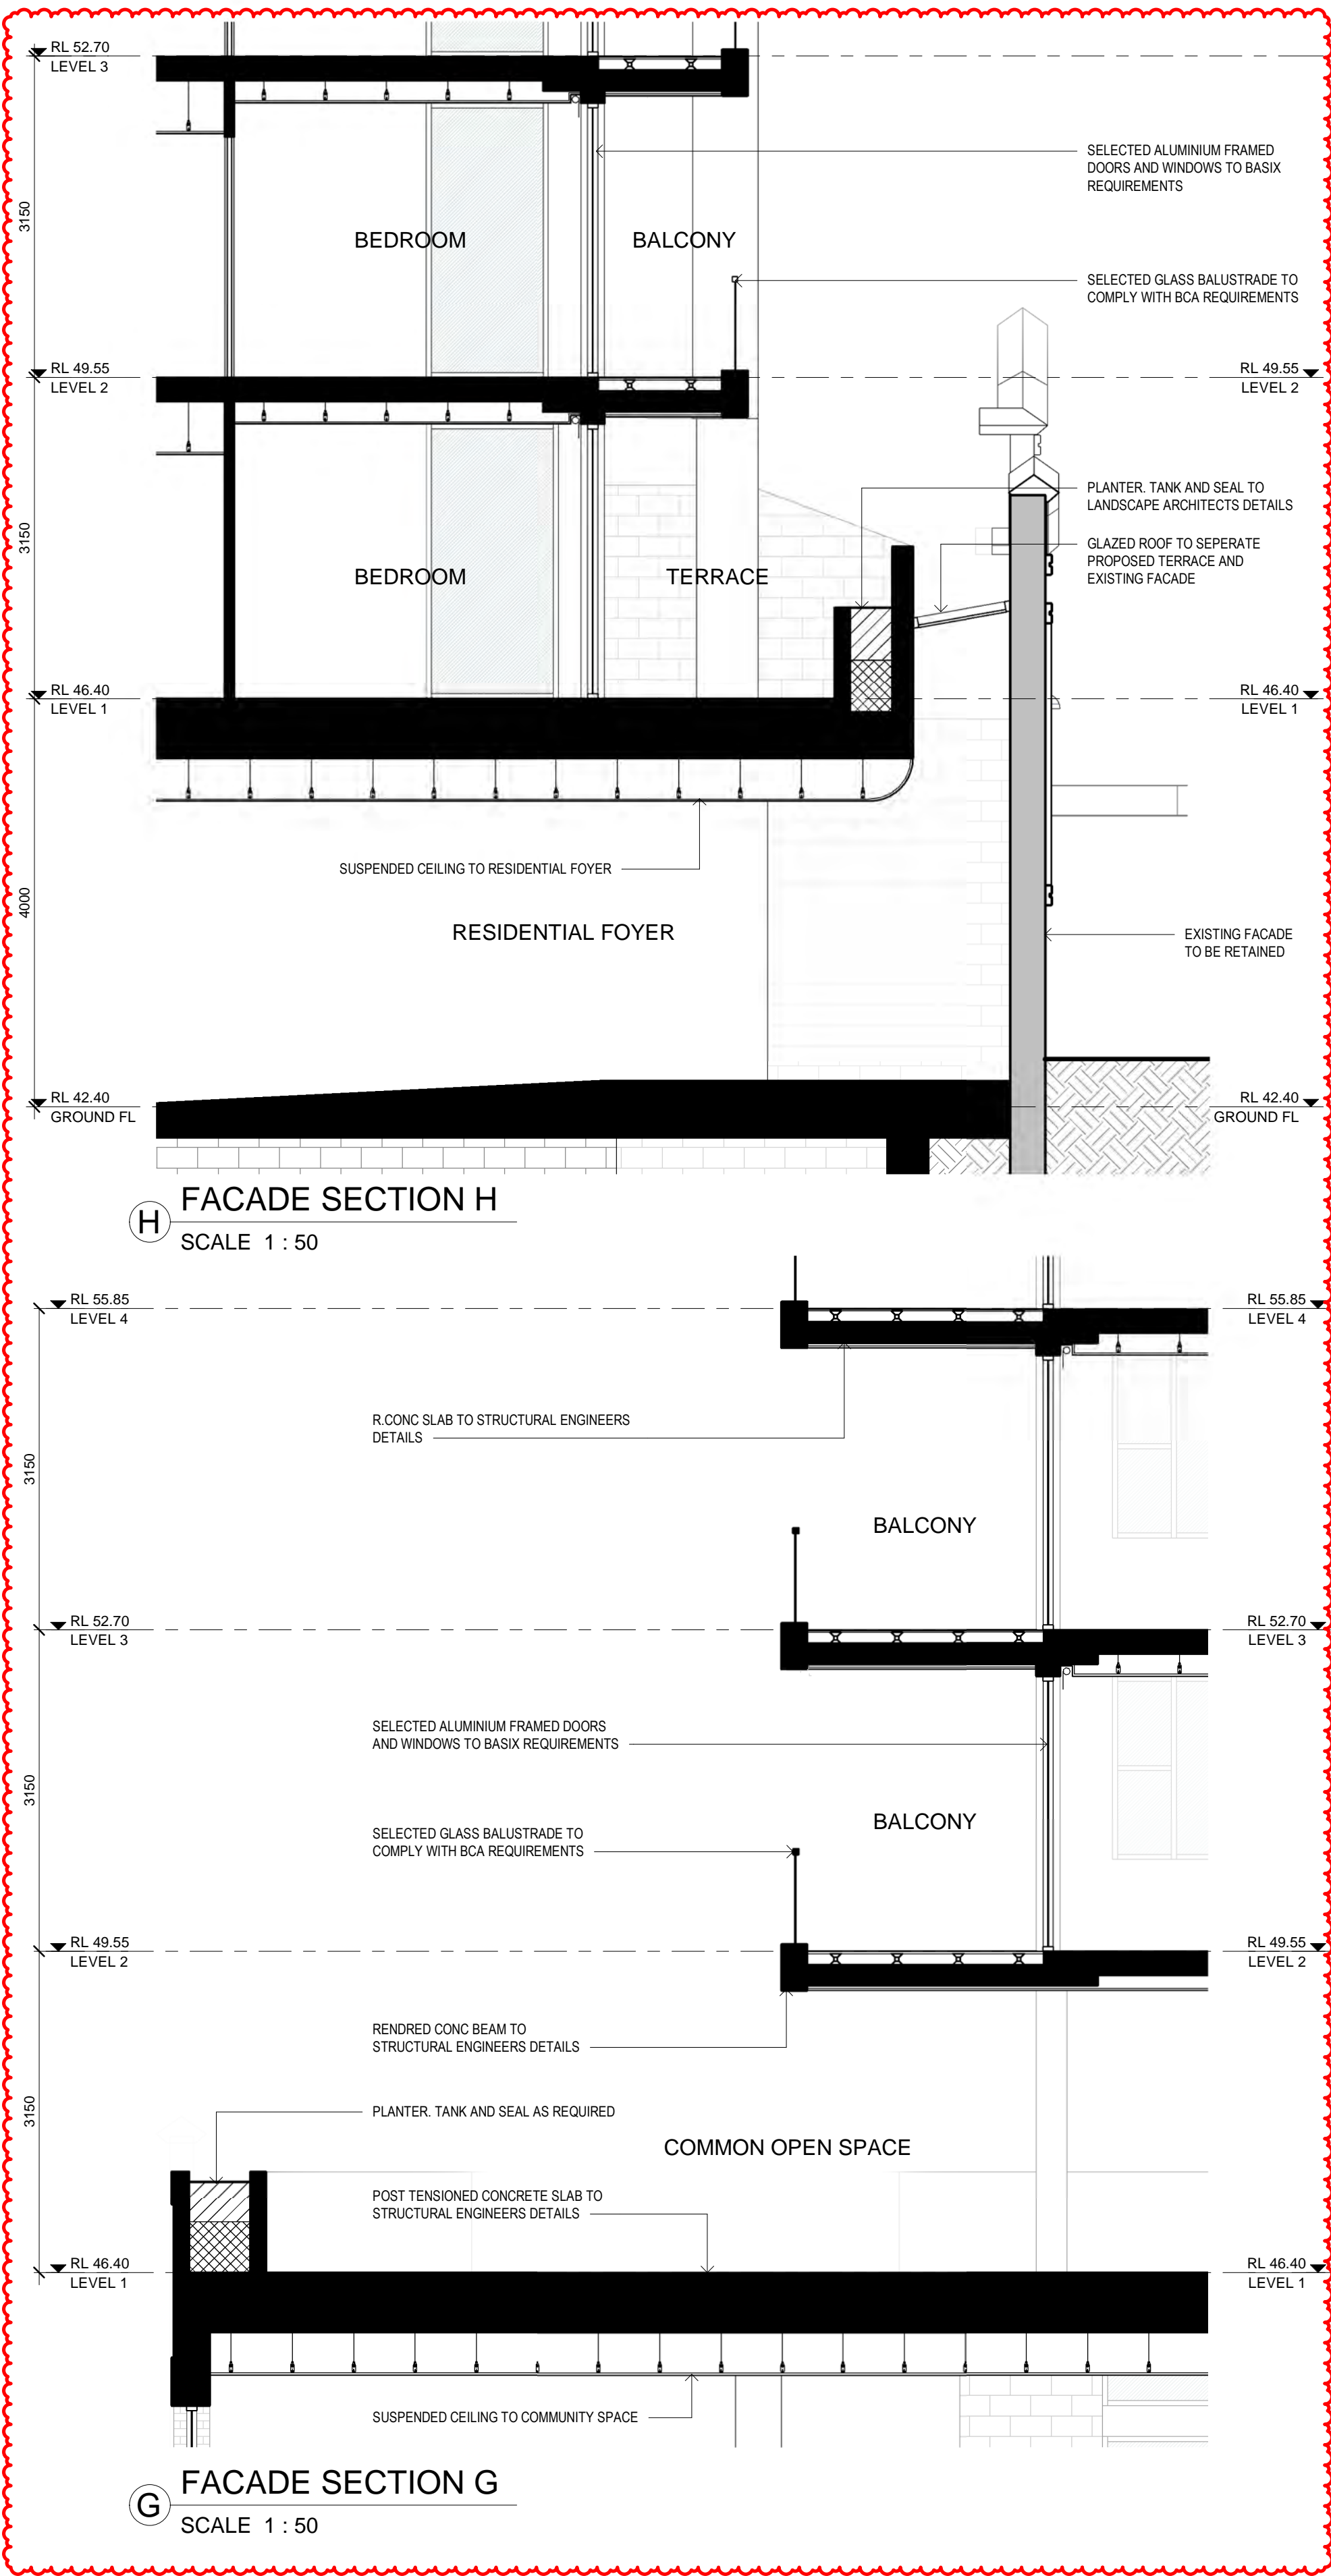 RL 52.70
LEVEL 3
SELECTED ALUMINIUM FRAMED
DOORS AND WINDOWS TO BASIX
REQUIREMENTS
3150
BEDROOM
BALCONY
SELECTED GLASS BALUSTRADE TO
COMPLY WITH BCA REQUIREMENTS
RL 49.55
LEVEL 2
RL 49.55
LEVEL 2
PLANTER. TANK AND SEAL TO
LANDSCAPE ARCHITECTS DETAILS
3150
GLAZED ROOF TO SEPERATE
PROPOSED TERRACE AND
EXISTING FACADE
BEDROOM
TERRACE
RL 46.40
LEVEL 1
RL 46.40
LEVEL 1
SUSPENDED CEILING TO RESIDENTIAL FOYER
4000
RESIDENTIAL FOYER
EXISTING FACADE
TO BE RETAINED
RL 42.40
GROUND FL
RL 42.40
GROUND FL
H
FACADE SECTION H
SCALE 1 : 50
RL 55.85
LEVEL 4
RL 55.85
LEVEL 4
R.CONC SLAB TO STRUCTURAL ENGINEERS
DETAILS
3150
BALCONY
RL 52.70
LEVEL 3
RL 52.70
LEVEL 3
SELECTED ALUMINIUM FRAMED DOORS
AND WINDOWS TO BASIX REQUIREMENTS
3150
BALCONY
SELECTED GLASS BALUSTRADE TO
COMPLY WITH BCA REQUIREMENTS
RL 49.55
LEVEL 2
RL 49.55
LEVEL 2
RENDRED CONC BEAM TO
STRUCTURAL ENGINEERS DETAILS
3150
PLANTER. TANK AND SEAL AS REQUIRED
COMMON OPEN SPACE
POST TENSIONED CONCRETE SLAB TO
STRUCTURAL ENGINEERS DETAILS
RL 46.40
LEVEL 1
RL 46.40
LEVEL 1
SUSPENDED CEILING TO COMMUNITY SPACE
G
FACADE SECTION G
SCALE 1 : 50